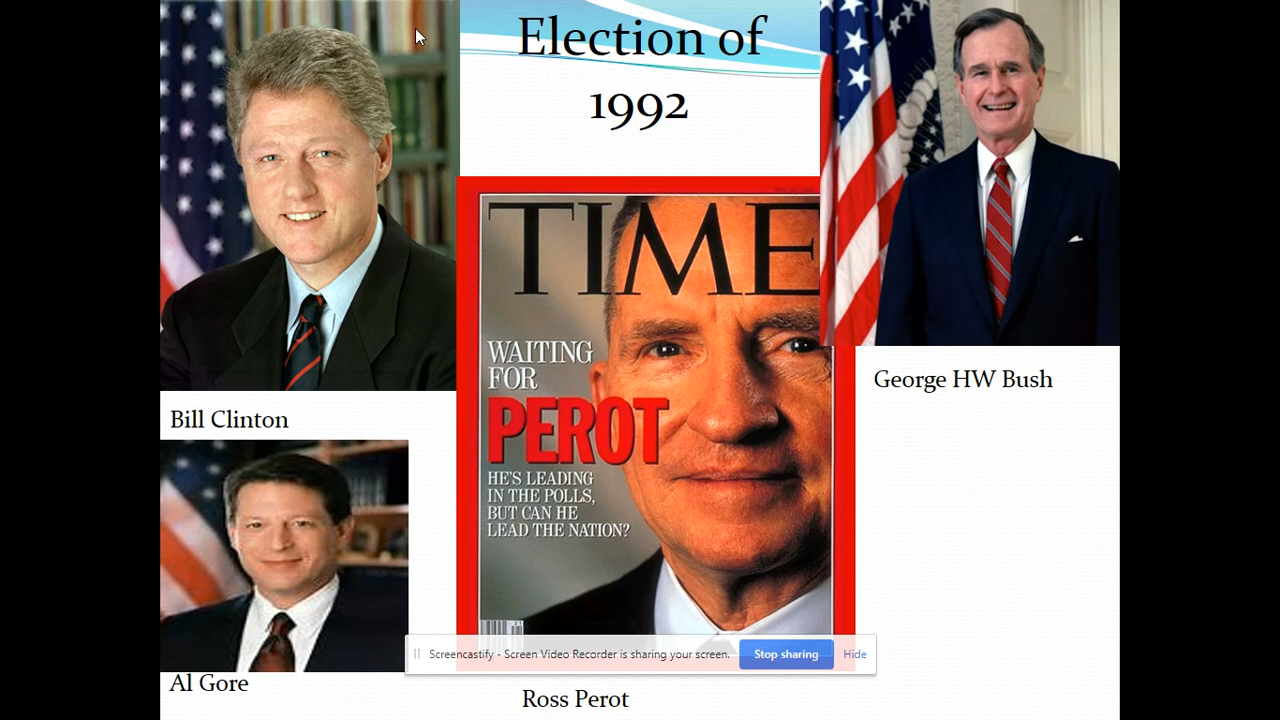 Election of
1992
TIME
WAITING
FOR
PEROT
HE'S LEADING
IN THE POLLS,
BUT CAN HE
LEAD THE NATION?
George HW Bush
Bill Clinton
Al Gore
Screencastify - Screen Video Recorder is sharing your screen. Stop sharing Hide
Ross Perot